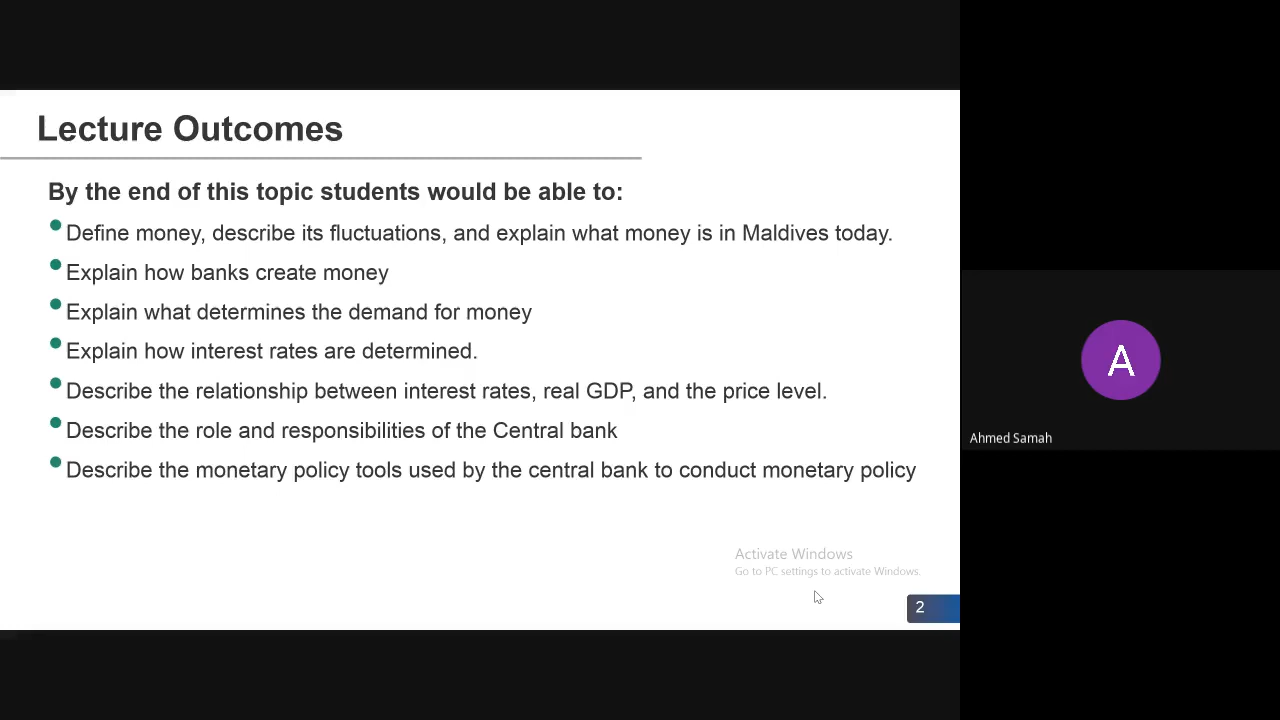 Lecture Outcomes
By the end of this topic students would be able to:
Define money, describe its fluctuations, and explain what money is in Maldives today.
Explain how banks create money
Explain what determines the demand for money
Explain how interest rates are determined.
Describe the relationship between interest rates, real GDP, and the price level.
Describe the role and responsibilities of the Central bank
Describe the monetary policy tools used by the central bank to conduct monetary policy
Activate Windows
Go to PC settings to activate Windows.
2
A
Ahmed Samah